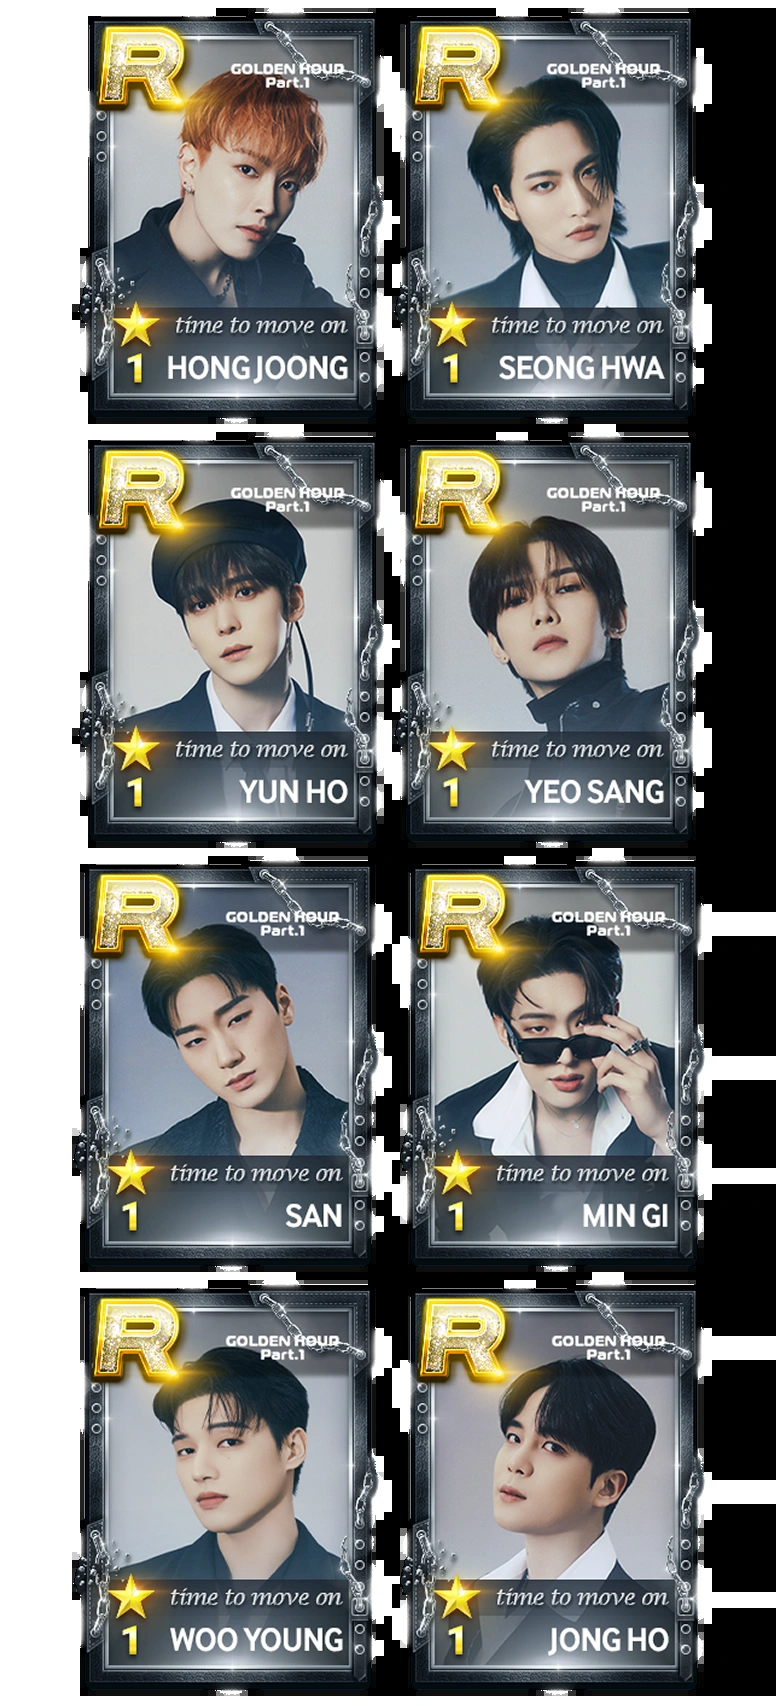 R
GOLDEN HOUR
Part.1
time to move on
1 HONG JOONG
R
GOLDEN HOUR
Part.1
time to move on
1 SEONG HWA
R
GOLDEN HOUR
Part.1
time to move on
1 YUN HO
R
GOLDEN HOUR
Part.1
time to move on
1 YEO SANG
R
GOLDEN HOUR
Part.1
time to move on
1 SAN
R
GOLDEN HOUR
Part.1
time to move on
1 MIN GI
R
GOLDEN HOUR
Part.1
time to move on
1 WOO YOUNG
R
GOLDEN HOUR
Part.1
time to move on
1 JONG HO